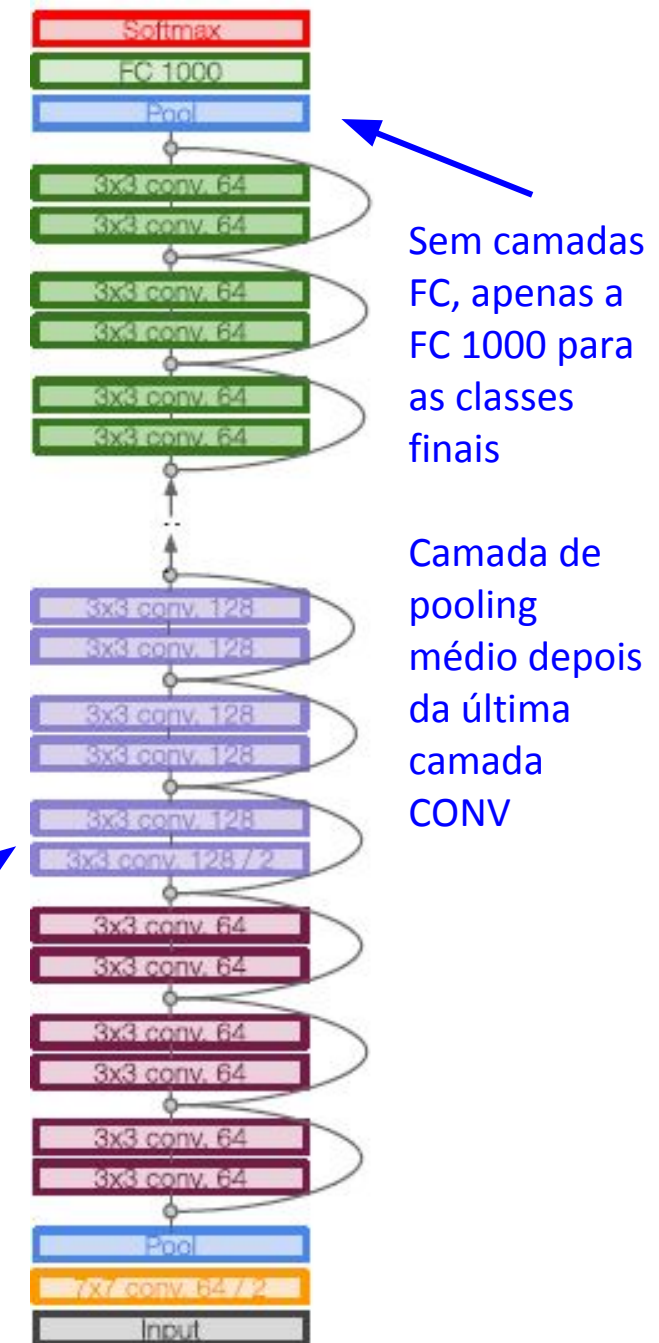 Softmax
FC 1000
Pool
3x3 conv, 64
3x3 conv, 64
3x3 conv, 64
3x3 conv, 64
3x3 conv, 64
3x3 conv, 64
..
3x3 conv, 128
3x3 conv, 128
3x3 conv, 128
3x3 conv, 128
3x3 conv, 128
3x3 conv, 128 / 2
3x3 conv, 64
3x3 conv, 64
3x3 conv, 64
3x3 conv, 64
3x3 conv, 64
3x3 conv, 64
Pool
7x7 conv, 64 / 2
Input
Sem camadas
FC, apenas a
FC 1000 para
as classes
finais
Camada de
pooling
médio depois
da última
camada
CONV